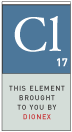 Cl
17
THIS ELEMENT
BROUGHT
TO YOU BY
DIONEX